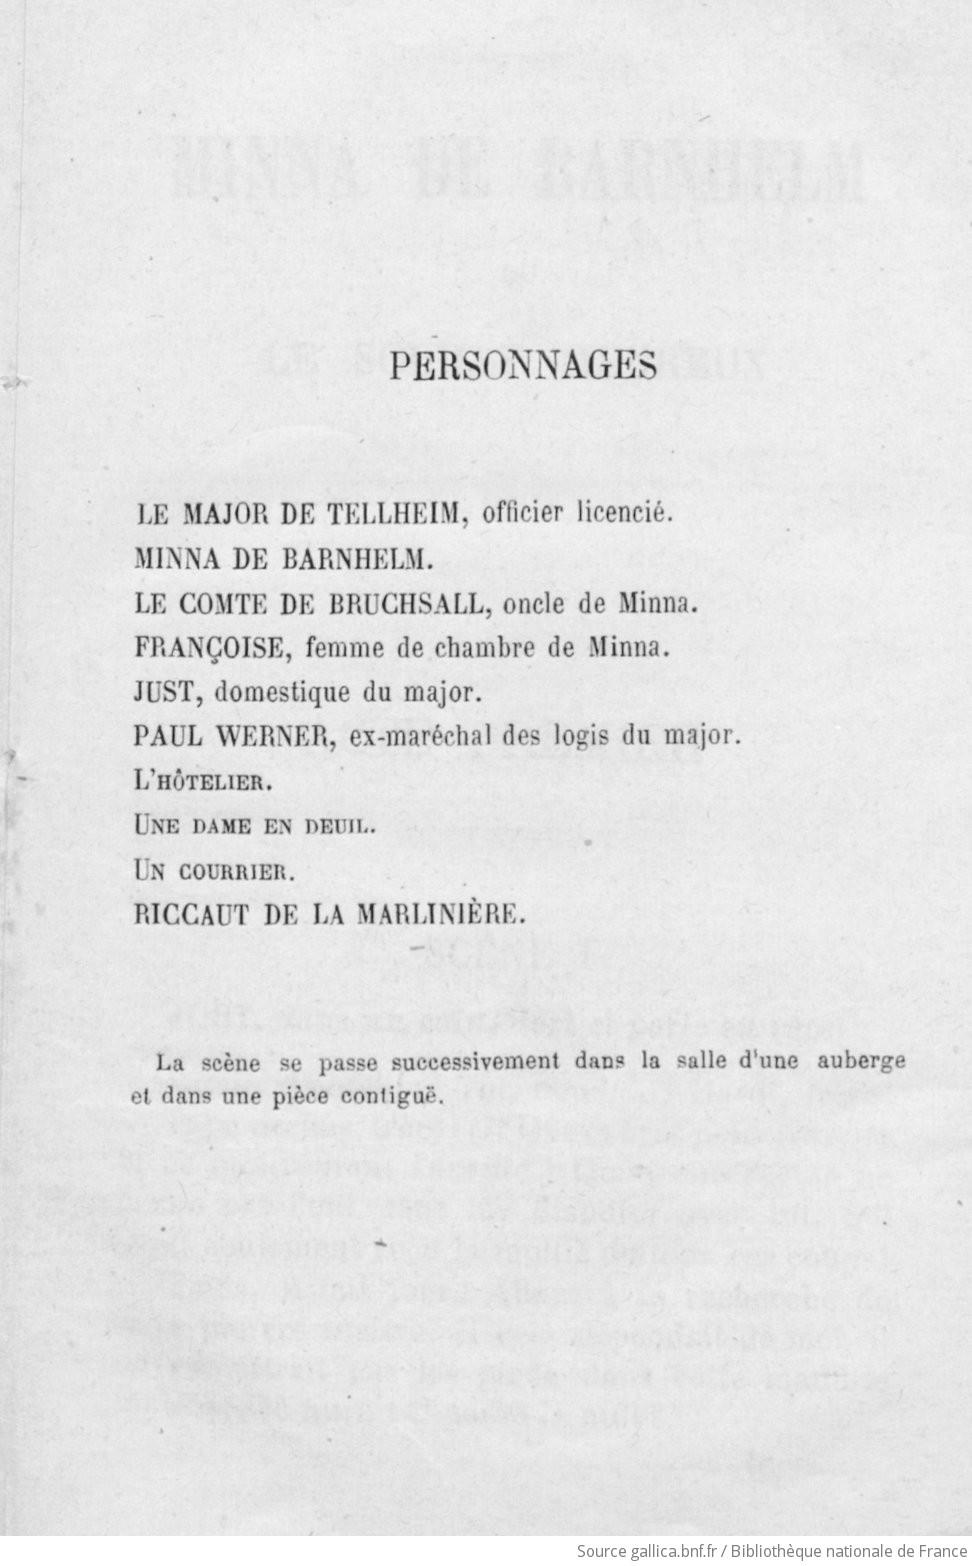 PERSONNAGES
LE MAJOR DE TELLHEIM, officier licencié.
MINNA DE BARNHELM.
LE COMTE DE BRUCHSALL, oncle de Minna.
FRANÇOISE, femme de chambre de Minna.
JUST, domestique du major.
PAUL WERNER, ex-maréchal des logis du major.
L'HÔTELIER.
UNE DAME EN DEUIL.
UN COURRIER.
RICCAUT DE LA MARLINIÈRE.
La scène se passe successivement dans la salle d'une auberge
et dans une pièce contiguë.
Source gallica.bnf.fr / Bibliothèque nationale de France